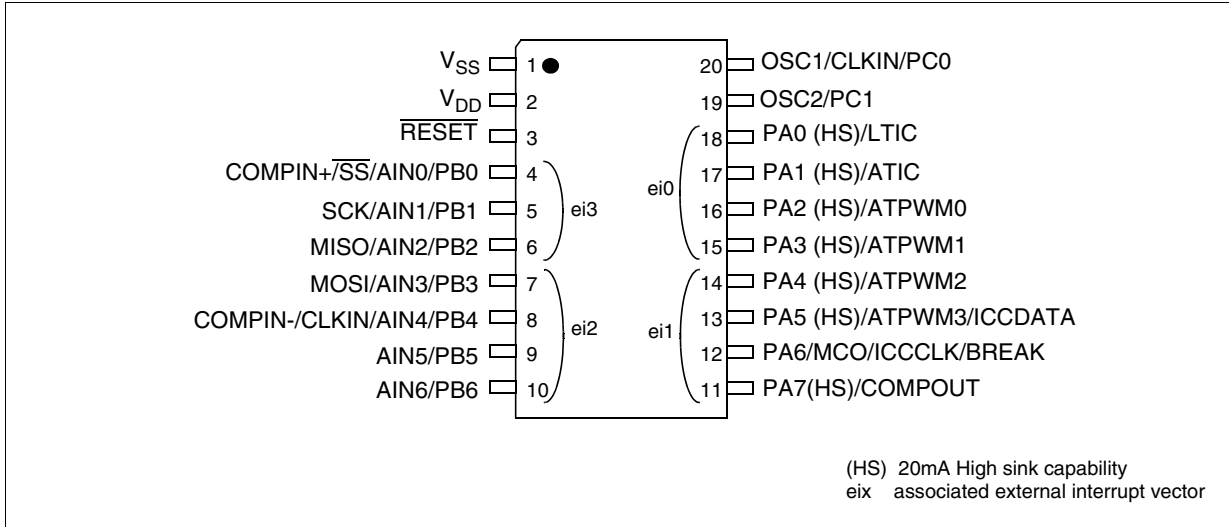 V_SS 1 20 OSC1/CLKIN/PC0
V_DD 2 19 OSC2/PC1
RESET 3 18 PA0 (HS)/LTIC
COMPIN+/SS/AIN0/PB0 4 17 PA1 (HS)/ATIC
ei3 ei0
SCK/AIN1/PB1 5 16 PA2 (HS)/ATPWM0
MISO/AIN2/PB2 6 15 PA3 (HS)/ATPWM1
MOSI/AIN3/PB3 7 14 PA4 (HS)/ATPWM2
COMPIN-/CLKIN/AIN4/PB4 8 13 PA5 (HS)/ATPWM3/ICCDATA
ei2 ei1
AIN5/PB5 9 12 PA6/MCO/ICCCLK/BREAK
AIN6/PB6 10 11 PA7(HS)/COMPOUT
(HS) 20mA High sink capability
eix associated external interrupt vector